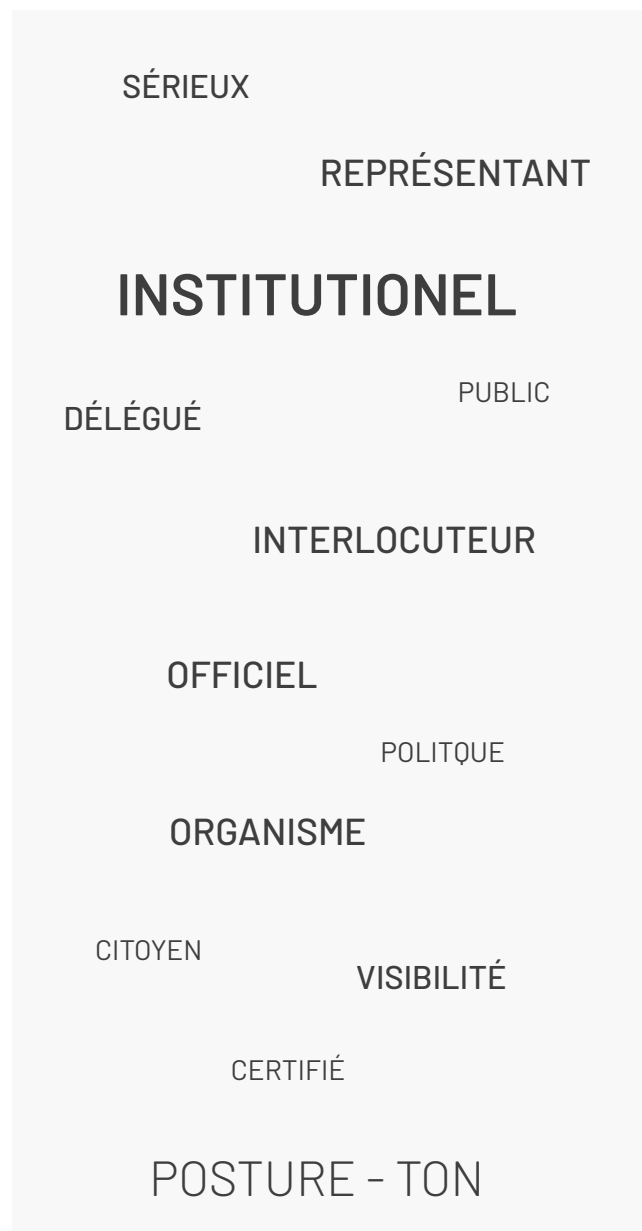 SÉRIEUX
REPRÉSENTANT
INSTITUTIONEL
PUBLIC
DÉLÉGUÉ
INTERLOCUTEUR
OFFICIEL
POLITQUE
ORGANISME
CITOYEN
VISIBILITÉ
CERTIFIÉ
POSTURE - TON